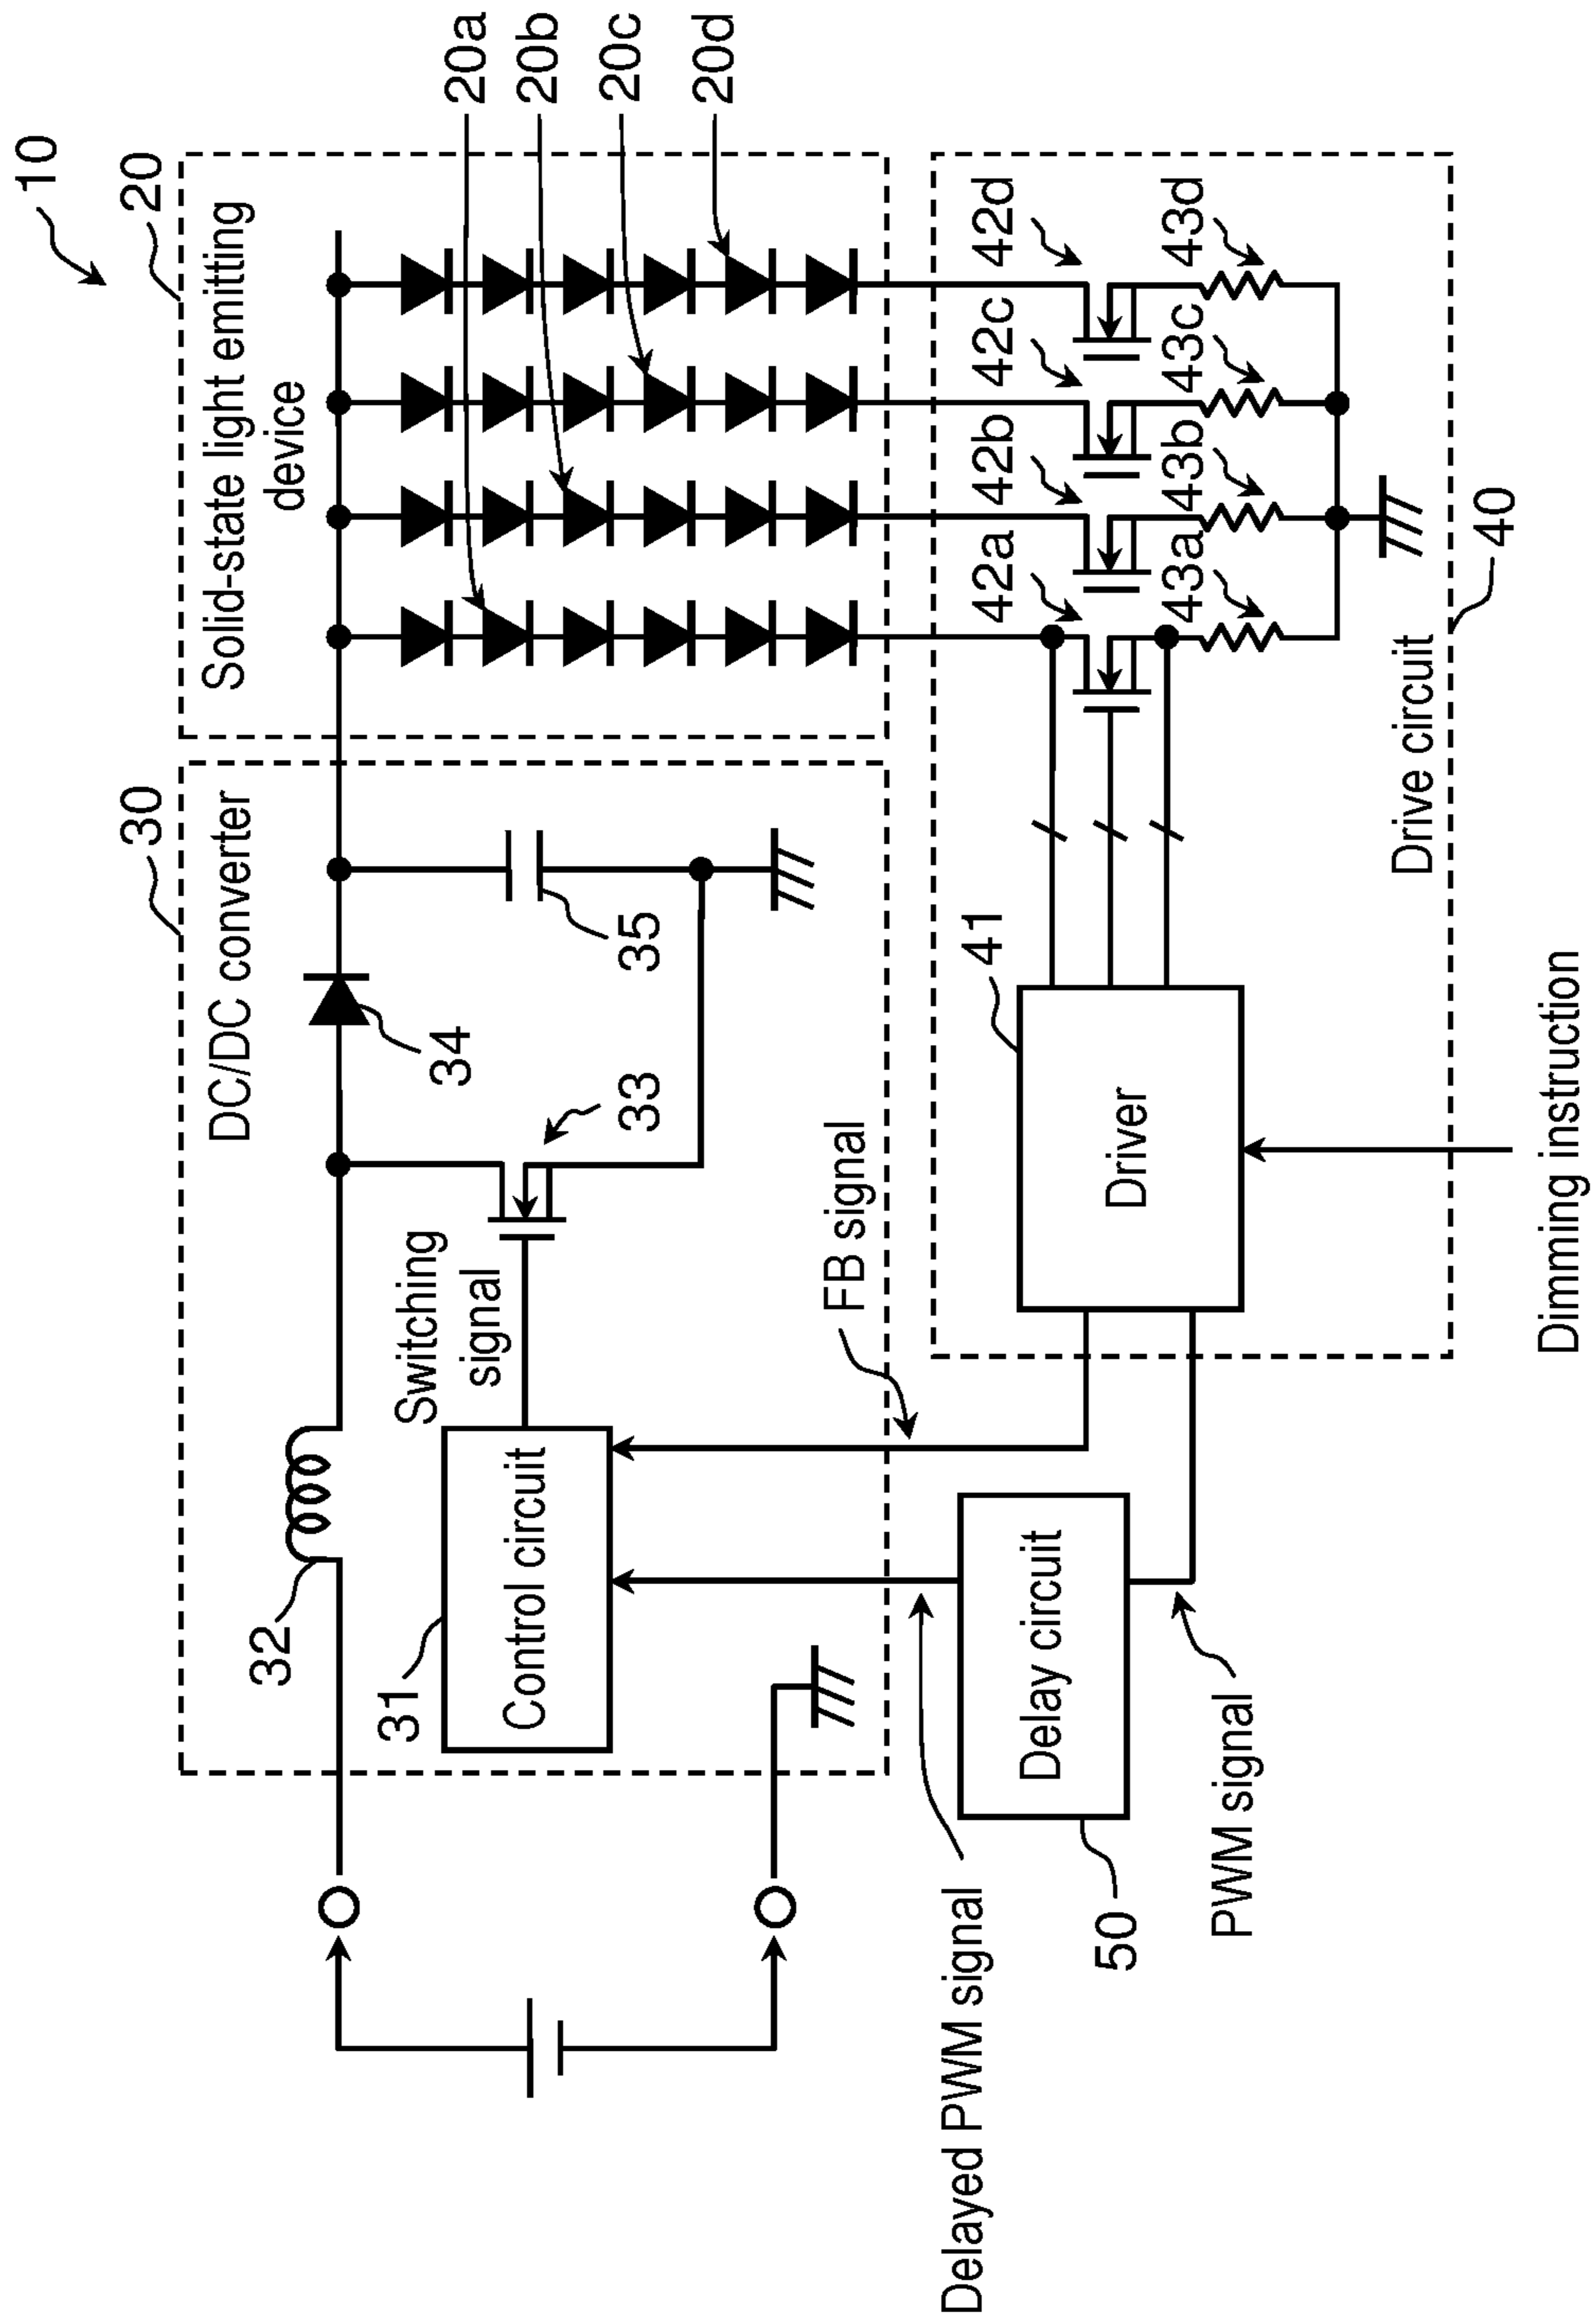 10
20
Solid-state light emitting
device
20a
20b
20c
20d
30
DC/DC converter
32
34
35
33
Switching
signal
31
Control circuit
FB signal
Delayed PWM signal
50
Delay circuit
PWM signal
41
Driver
42a
42b
42c
42d
43a
43b
43c
43d
40
Drive circuit
Dimming instruction